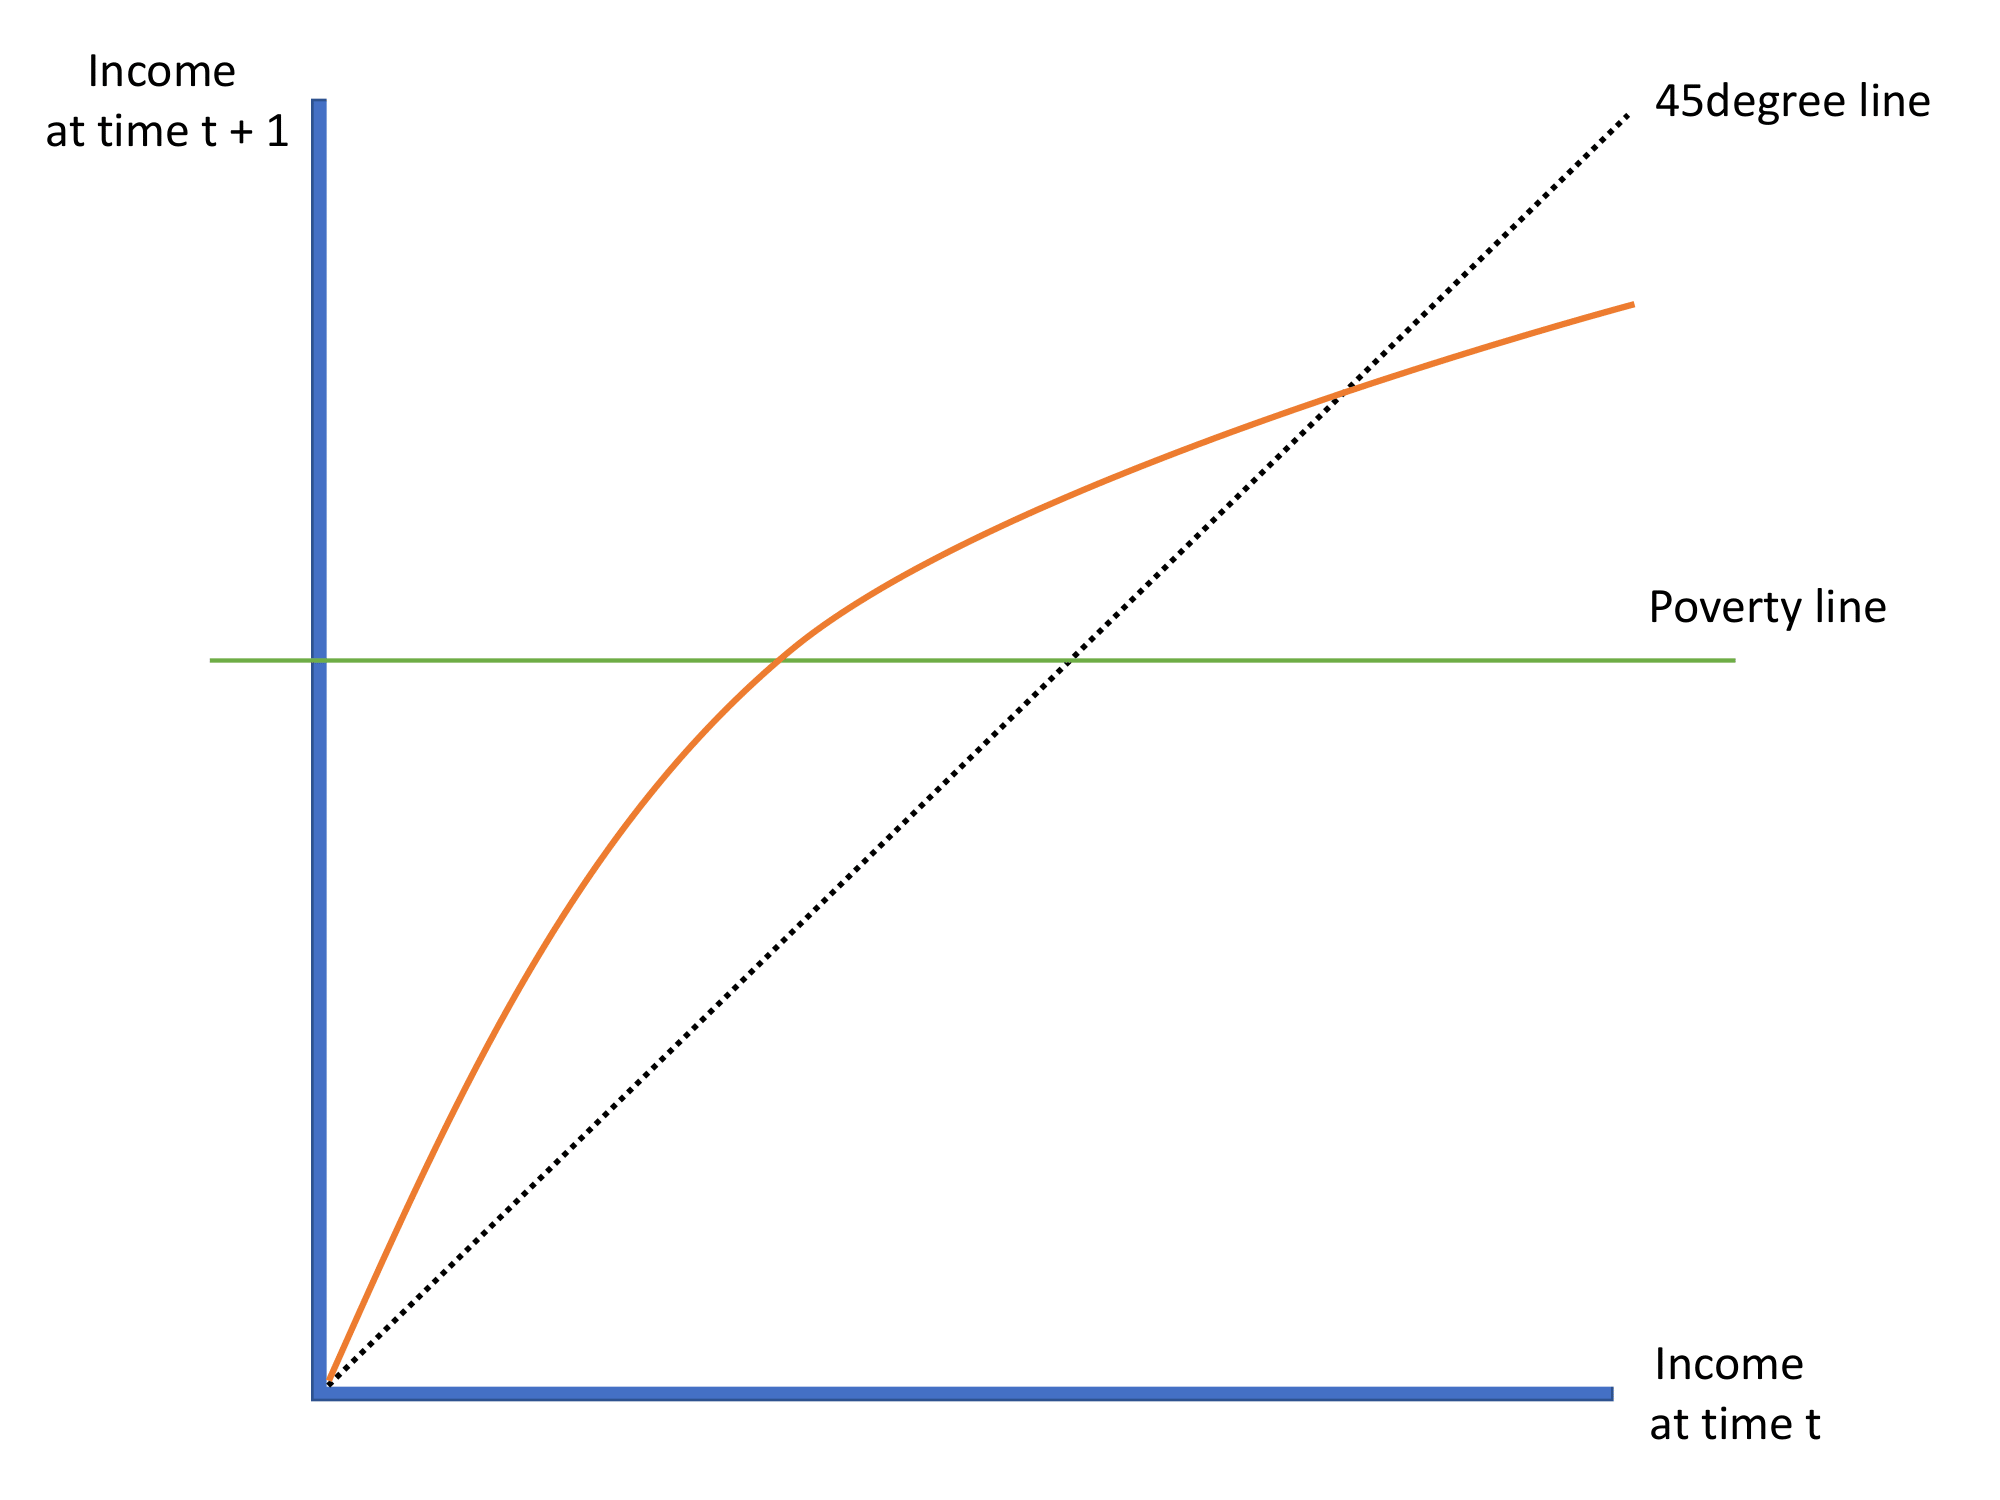 Income
at time t + 1
45degree line
Poverty line
Income
at time t